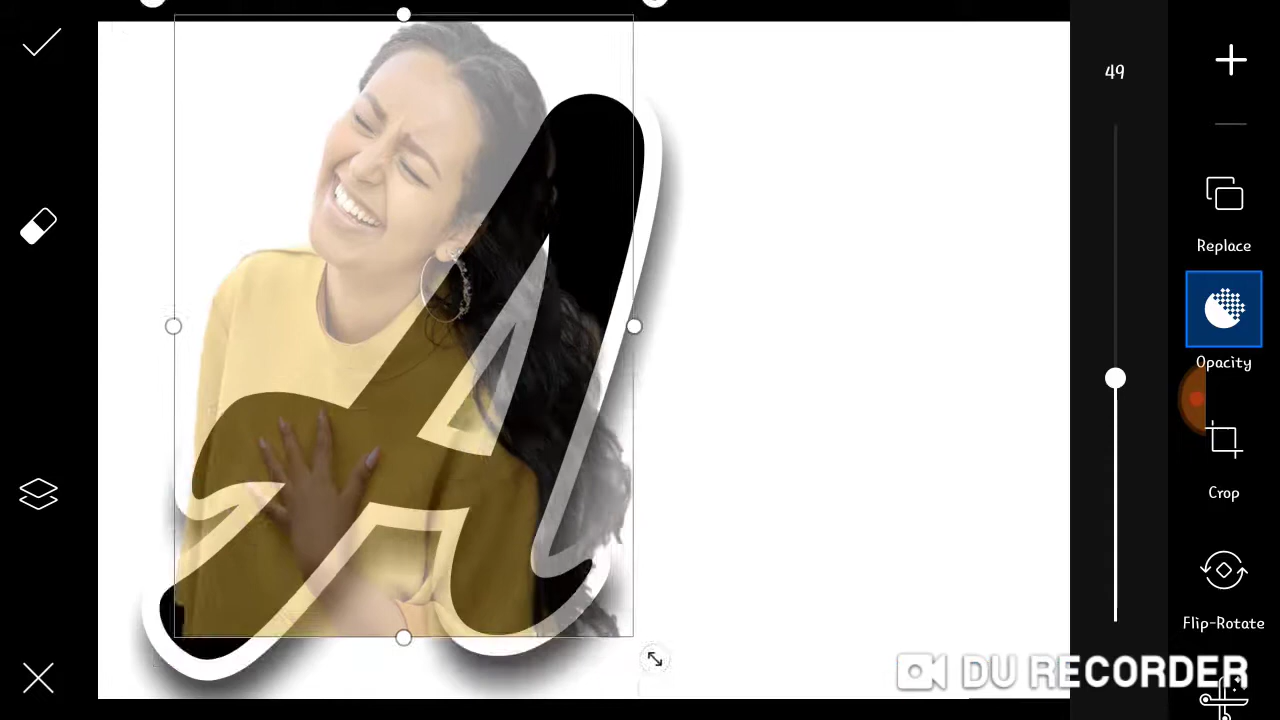 49
Replace
Opacity
Crop
Flip-Rotate
DU RECORDER
A